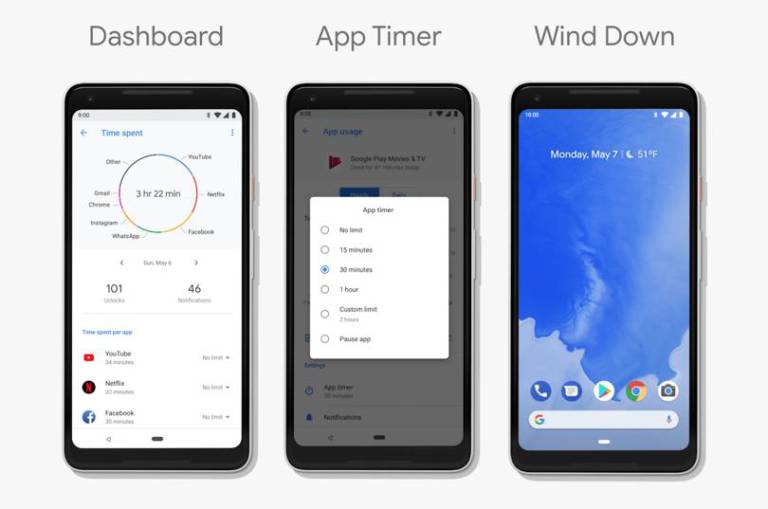 Dashboard
App Timer
Wind Down
9:00
Time spent
Other
YouTube
Gmail
Chrome
Netflix
3 hr 22 min
Instagram
Facebook
WhatsApp
Sun, May 6
101
46
Unlocks
Notifications
Time spent per app
YouTube
34 minutes
No limit
Netflix
32 minutes
No limit
Facebook
30 minutes
No limit
9:00
App usage
Google Play Movies & TV
App timer
No limit
15 minutes
30 minutes
1 hour
Custom limit
2 hours
Pause app
Settings
App timer
30 minutes
Notifications
Monday, May 7 | 51°F